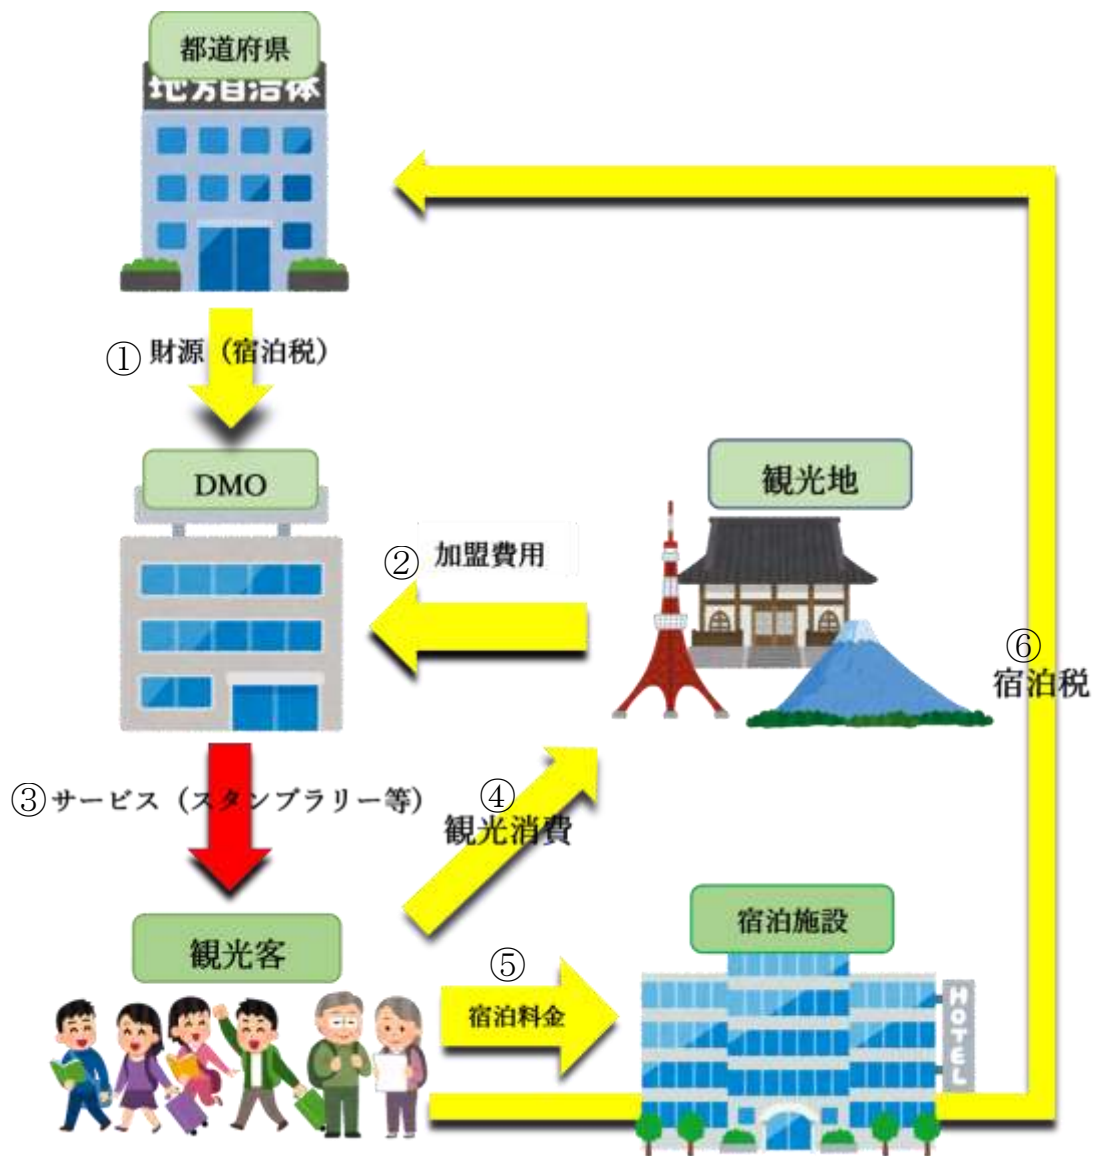 都道府県
地方自治体
① 財源（宿泊税）
DMO
観光地
② 加盟費用
⑥
宿泊税
③ サービス（スタンプラリー等）
④
観光消費
観光客
宿泊施設
⑤
宿泊料金
HOTEL